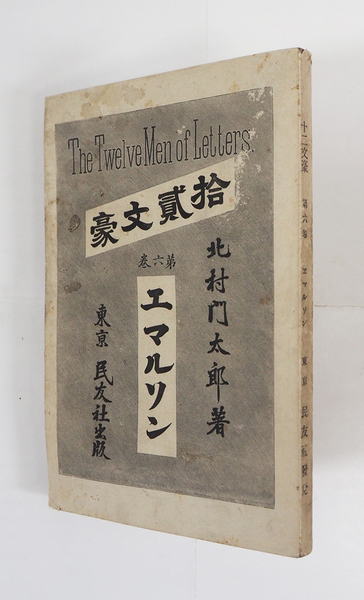 The Twelve Men of Letters.
拾貳文豪
第六巻
北村門太郎著
エマルソン
東京 民友社出版
十二文豪 第六巻 エマルソン 東京 民友社發兌